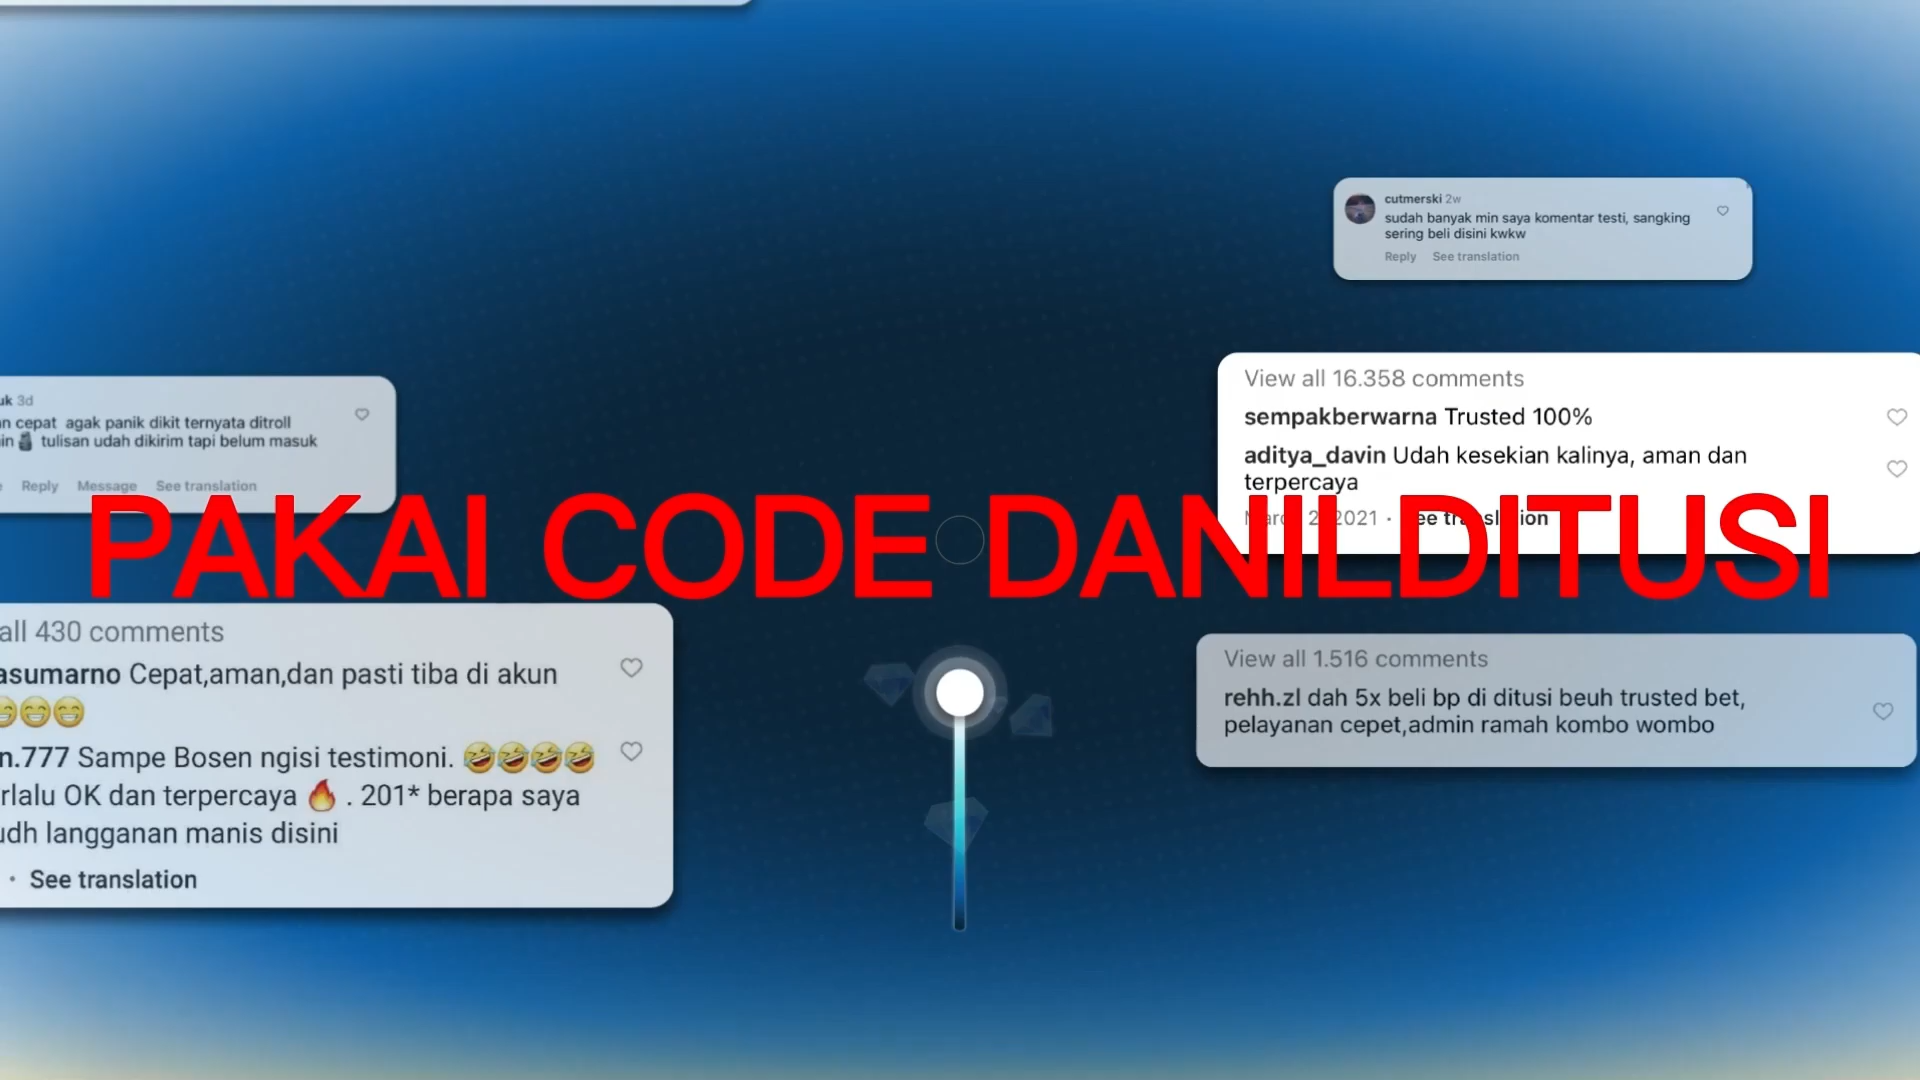 cutmerski 2w
sudah banyak min saya komentar testi, sangking
sering beli disini kwkw
Reply See translation
View all 16.358 comments
sempakberwarna Trusted 100%
aditya_davin Udah kesekian kalinya, aman dan
terpercaya
2021 · See translation
uk 3d
n cepat agak panik dikit ternyata ditroll
in 🗿 tulisan udah dikirim tapi belum masuk
Reply Message See translation
PAKAI CODE DANILDITUSI
all 430 comments
asumarno Cepat,aman,dan pasti tiba di akun
😁😁😁
n.777 Sampe Bosen ngisi testimoni. 🤣🤣🤣🤣
rlalu OK dan terpercaya 🔥 . 201* berapa saya
udh langganan manis disini
· See translation
View all 1.516 comments
rehh.zl dah 5x beli bp di ditusi beuh trusted bet,
pelayanan cepet,admin ramah kombo wombo